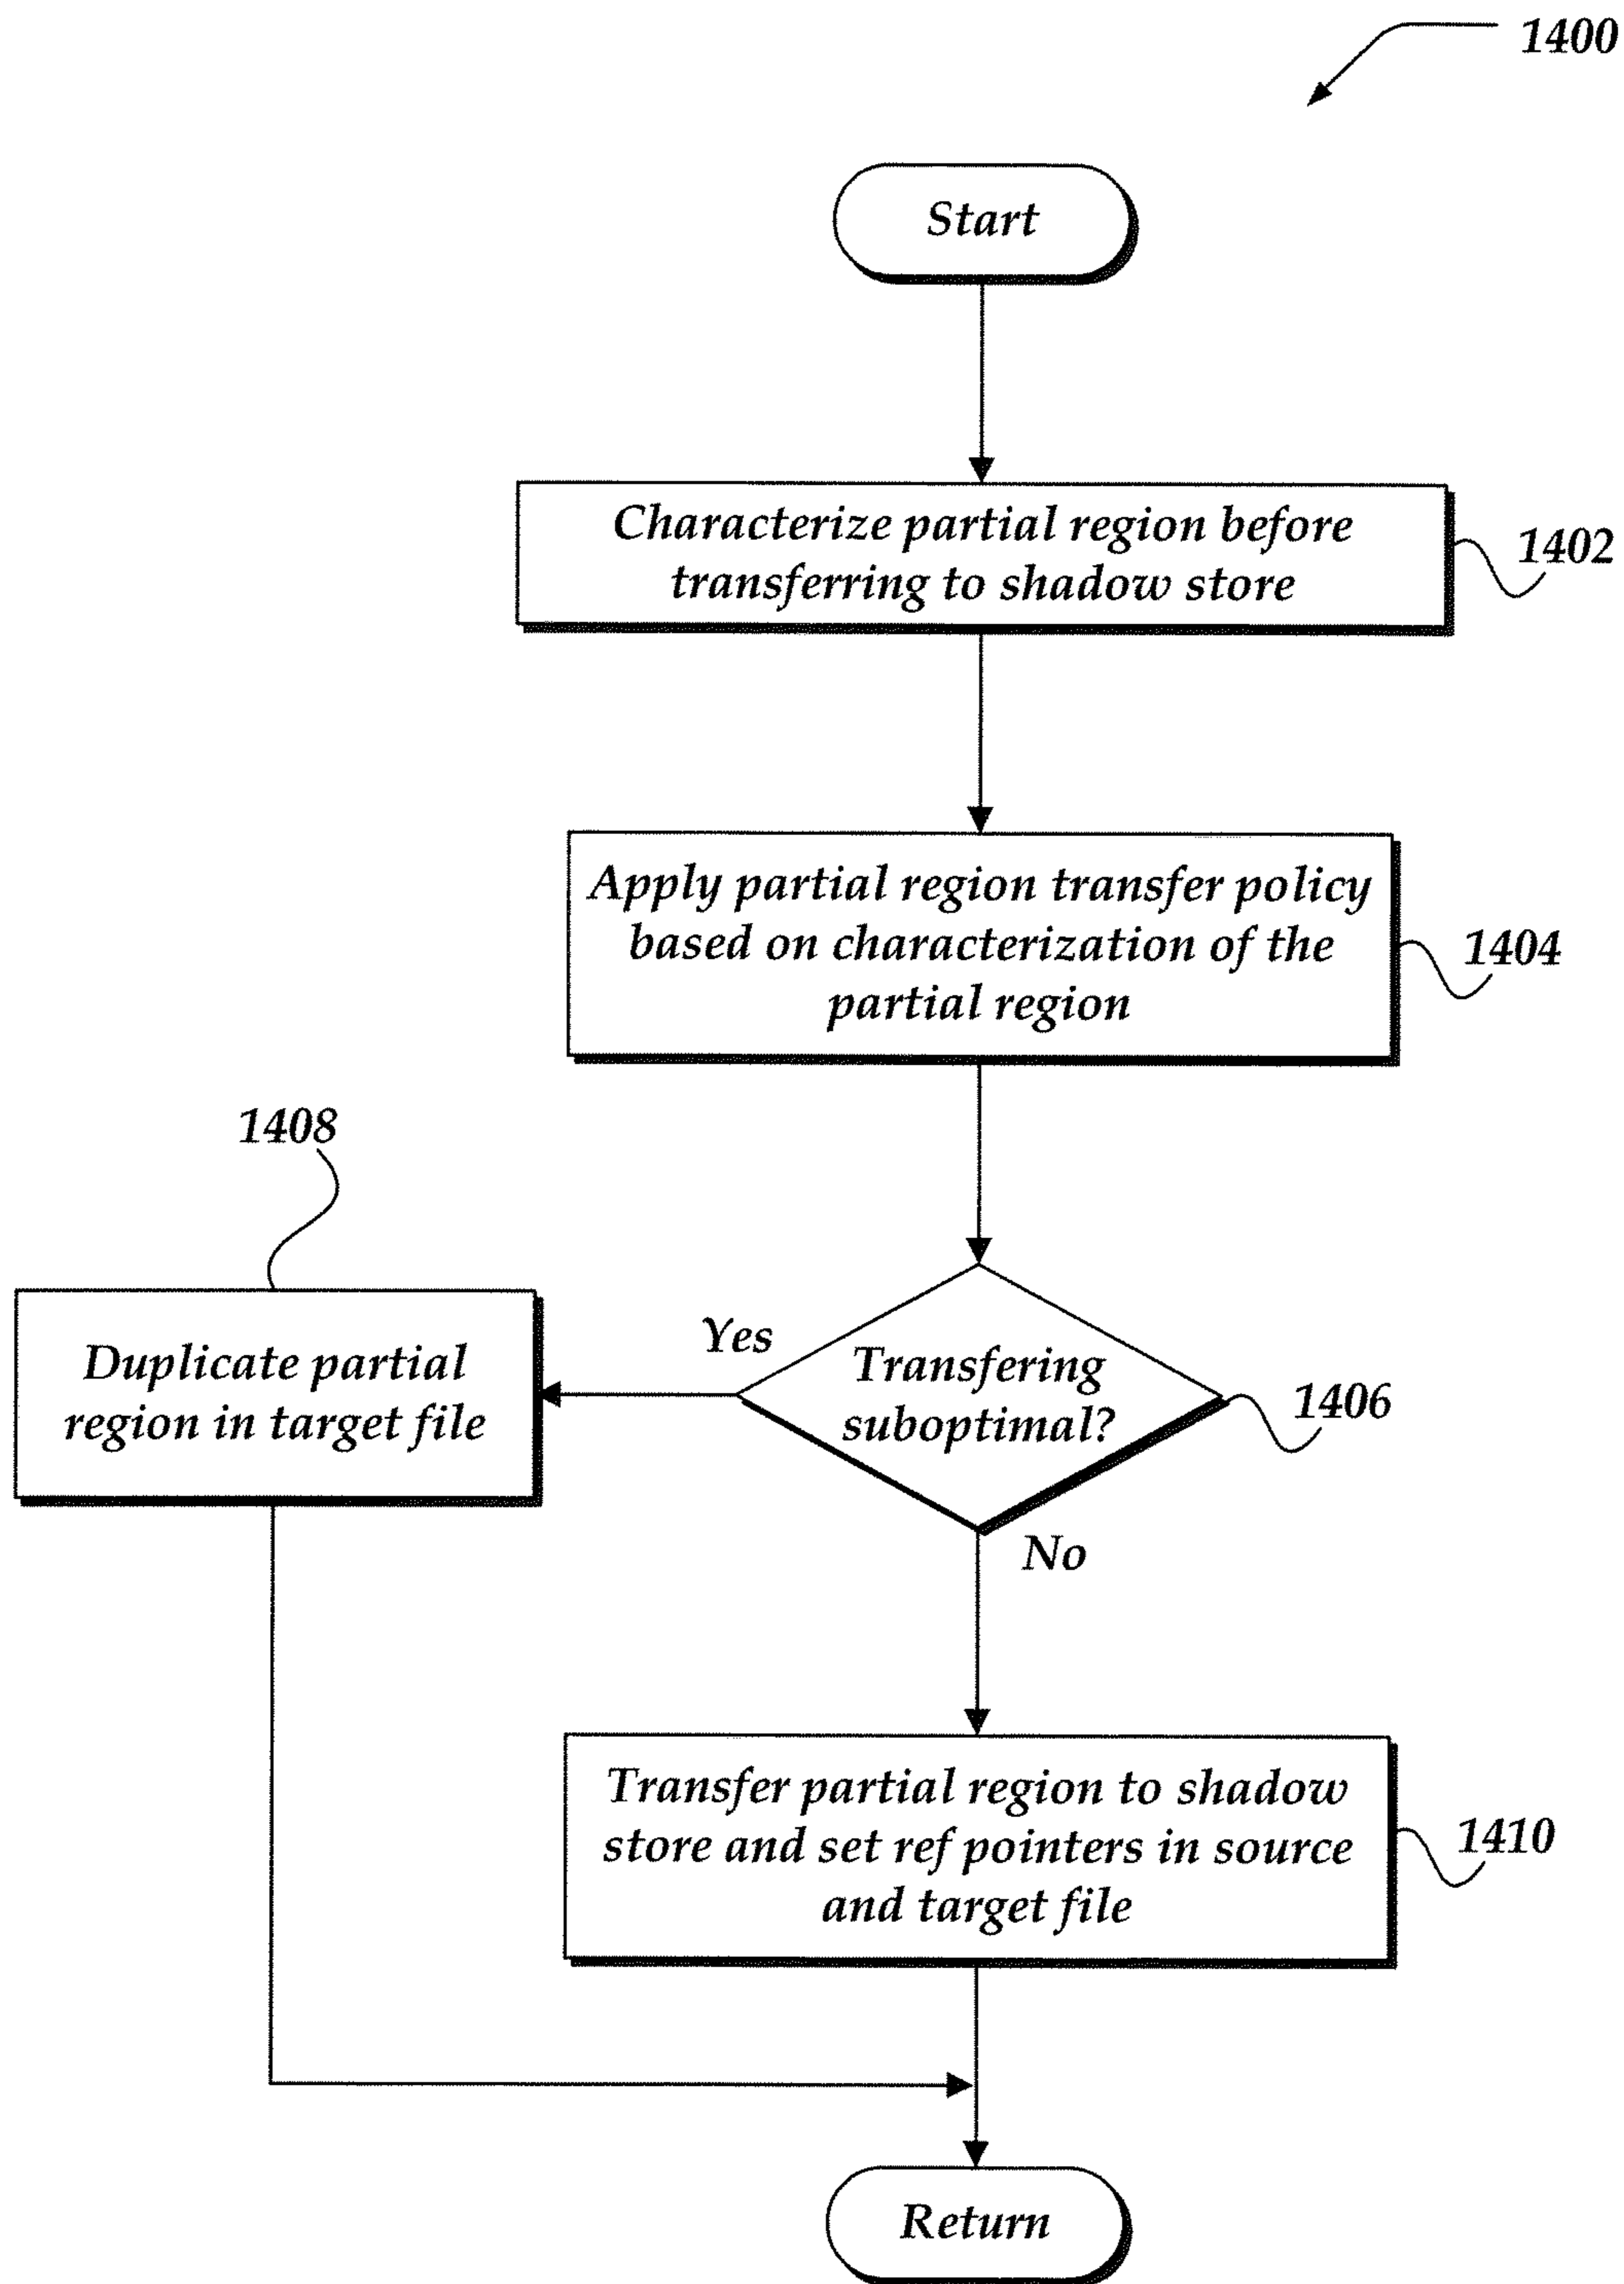 1400
Start
Characterize partial region before
transferring to shadow store
1402
Apply partial region transfer policy
based on characterization of the
partial region
1404
1408
Duplicate partial
region in target file
Yes
Transfering
suboptimal?
1406
No
Transfer partial region to shadow
store and set ref pointers in source
and target file
1410
Return